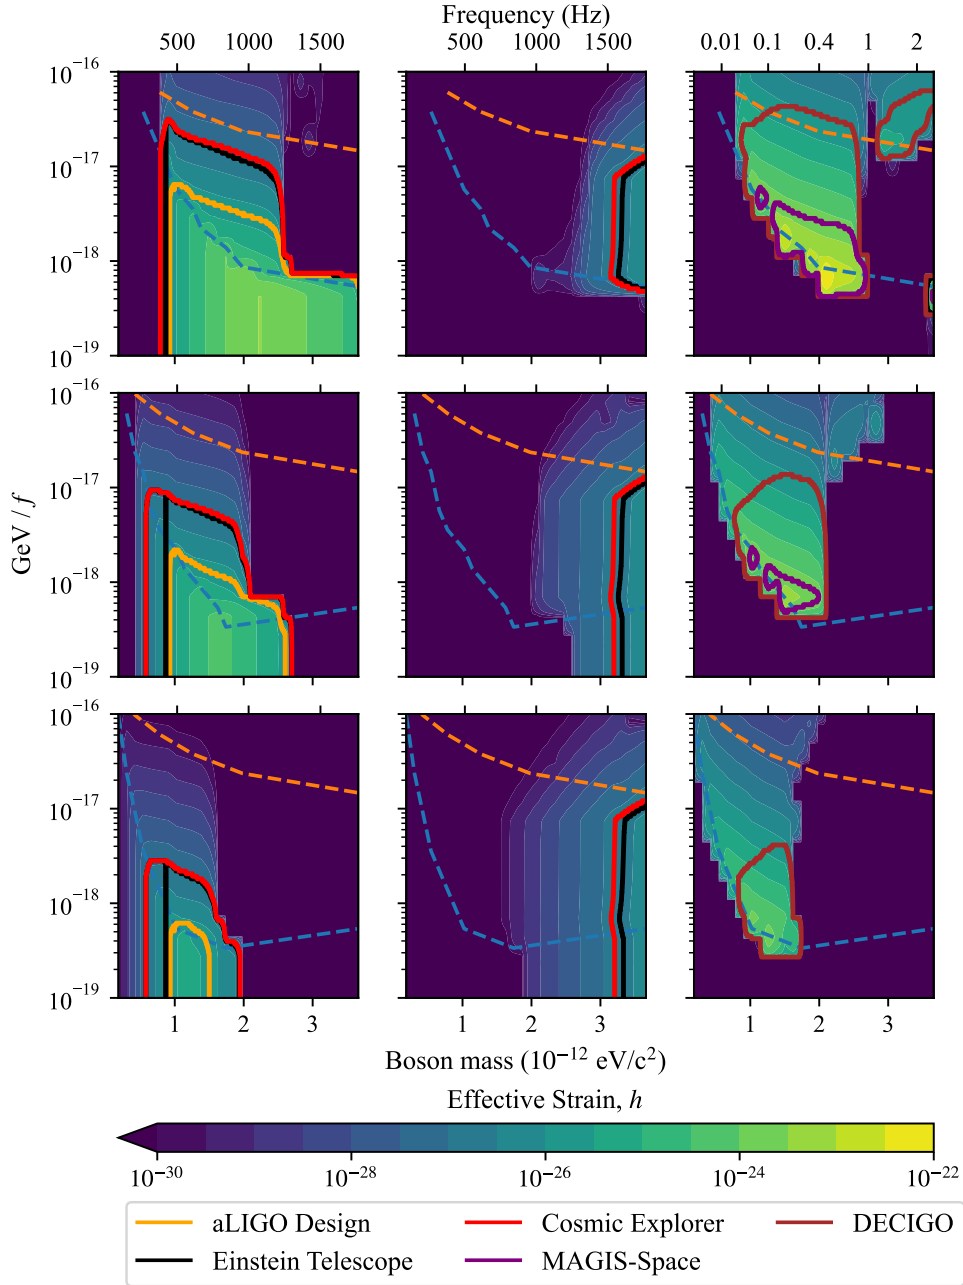 Frequency (Hz)
500 1000 1500 500 1000 1500 0.01 0.1 0.4 1 2
10⁻¹⁶
10⁻¹⁷
10⁻¹⁸
10⁻¹⁹
10⁻¹⁶
10⁻¹⁷
GeV / f
10⁻¹⁸
10⁻¹⁹
10⁻¹⁶
10⁻¹⁷
10⁻¹⁸
10⁻¹⁹
1 2 3 1 2 3 1 2 3
Boson mass (10⁻¹² eV/c²)
Effective Strain, h
10⁻³⁰ 10⁻²⁸ 10⁻²⁶ 10⁻²⁴ 10⁻²²
aLIGO Design Cosmic Explorer DECIGO
Einstein Telescope MAGIS-Space